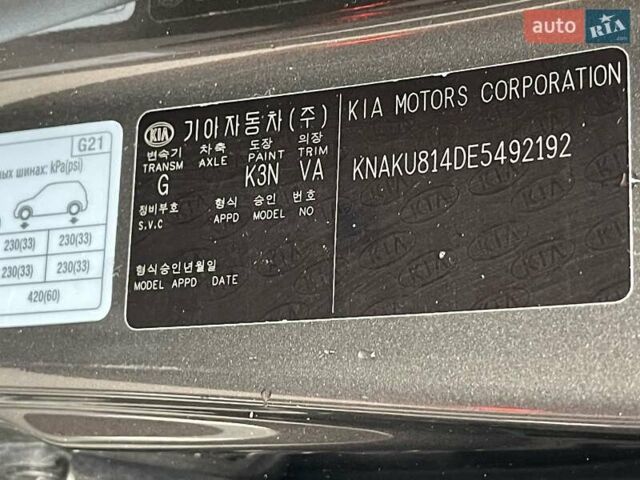 auto RIA.com
G21
ых шинах: kPa(psi)
230(33) 230(33)
230(33) 230(33)
420(60)
KIA 기아자동차(주) KIA MOTORS CORPORATION
변속기 차축 도장 의장
TRANSM AXLE PAINT TRIM
G K3N VA
KNAKU814DE5492192
정비부호 형식 승인 번호
S.V.C APPD MODEL NO
형식승인년월일
MODEL APPD DATE